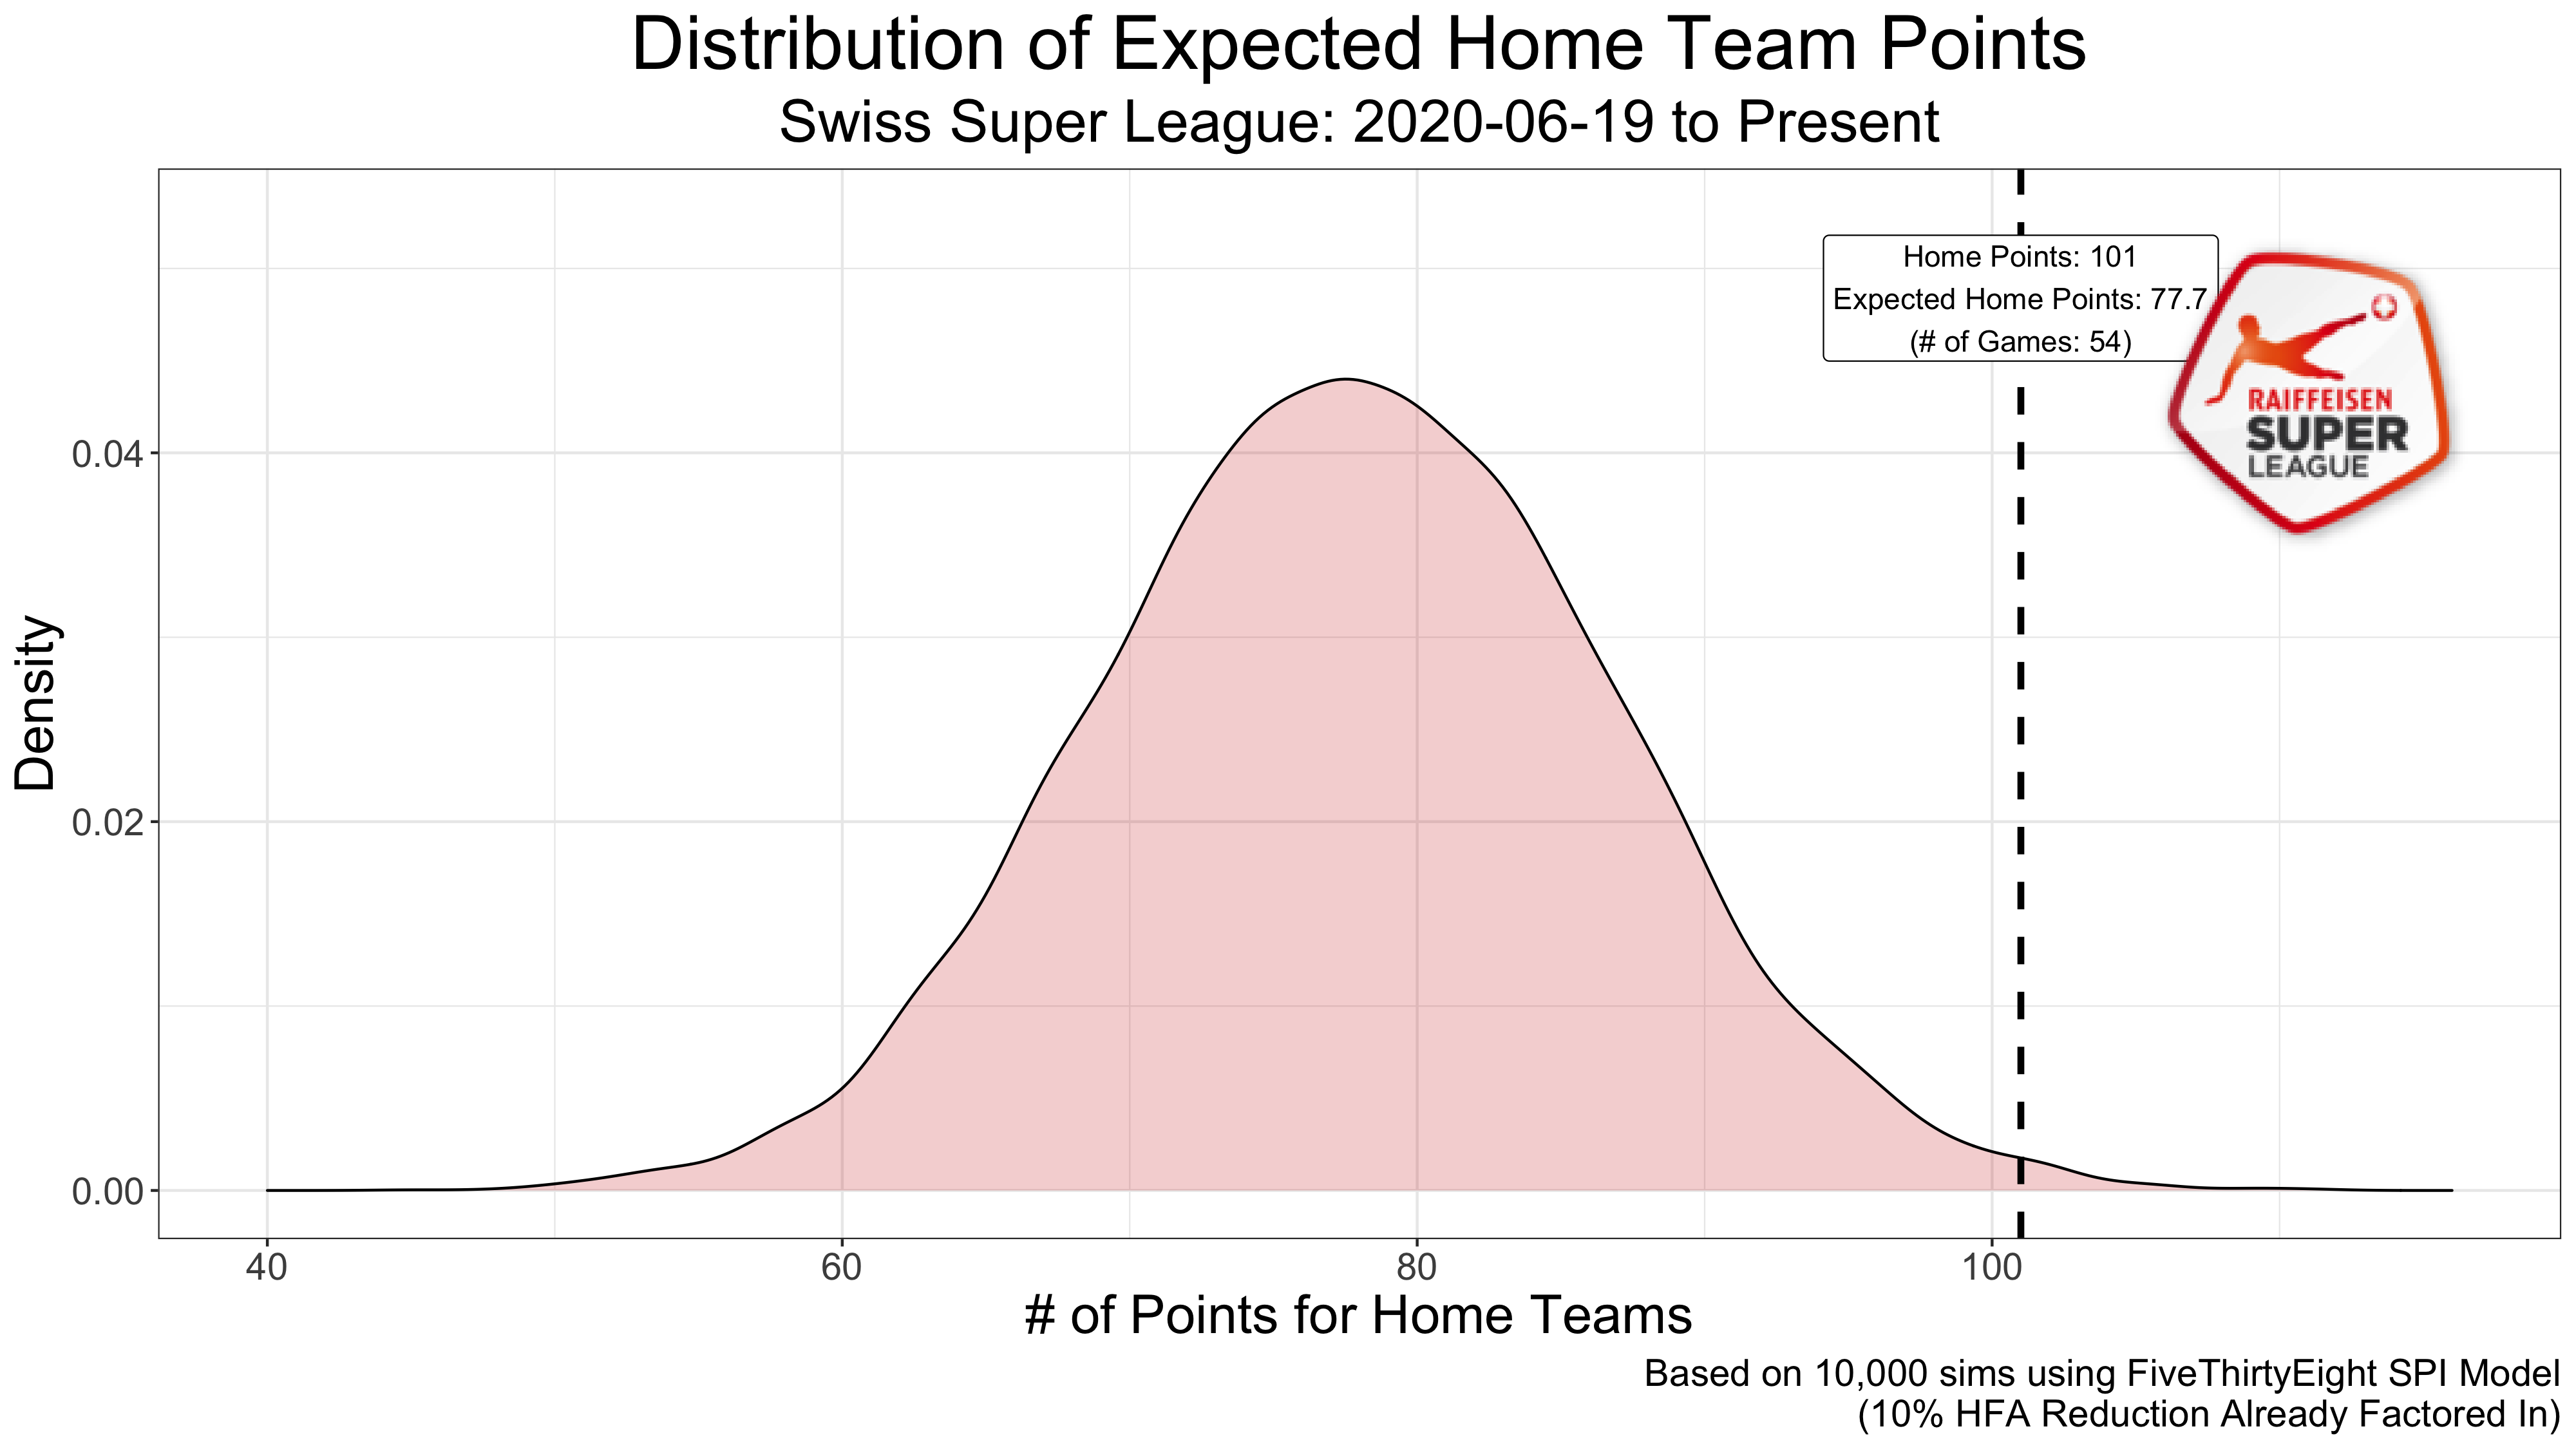 Distribution of Expected Home Team Points
Swiss Super League: 2020-06-19 to Present
Home Points: 101
Expected Home Points: 77.7
(# of Games: 54)
RAIFFEISEN
SUPER
LEAGUE
Density
0.04
0.02
0.00
40 60 80 100
# of Points for Home Teams
Based on 10,000 sims using FiveThirtyEight SPI Model
(10% HFA Reduction Already Factored In)